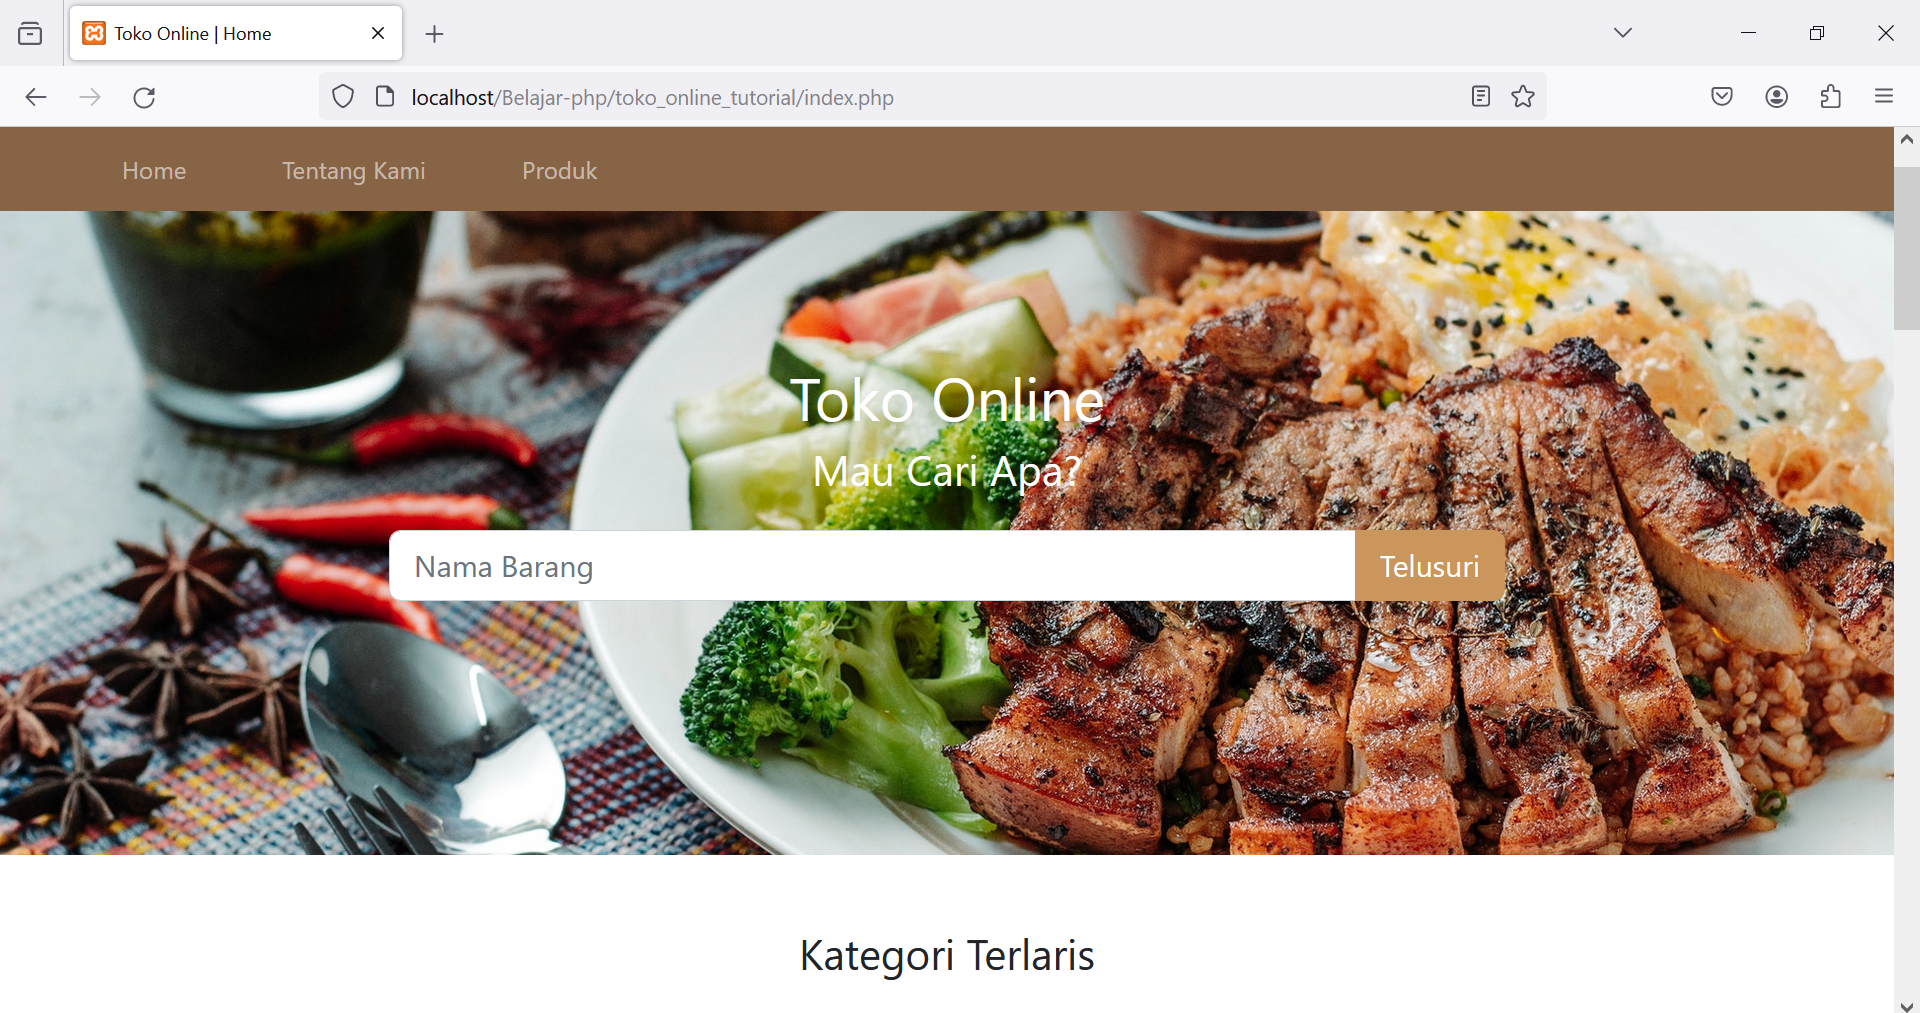 Toko Online | Home
localhost/Belajar-php/toko_online_tutorial/index.php
Home Tentang Kami Produk
Toko Online
Mau Cari Apa?
Nama Barang Telusuri
Kategori Terlaris